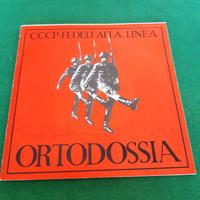 CCCP-FEDELI ALLA LINEA
ORTODOSSIA